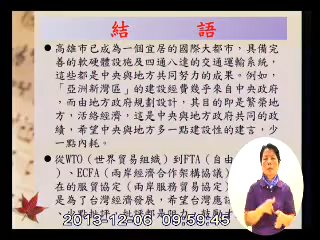 結 語
●高雄市已成為一個宜居的國際大都市，具備完
善的軟硬體設施及四通八達的交通運輸系統，
這些都是中央與地方共同努力的成果。例如，
「亞洲新灣區」的建設經費幾乎來自中央政府
，而由地方政府規劃設計，其目的即是繁榮地
方，活絡經濟，這是中央與地方政府共同的政
績，希望中央與地方多一點建設性的建言，少
一點內耗。
●從WTO（世界貿易組織）到FTA（自由
）、ECFA（兩岸經濟合作架構協議）
在的服貿協定（兩岸服務貿易協定）
是為了台灣經濟發展，希望台灣應
2013-12-06 09:59:45